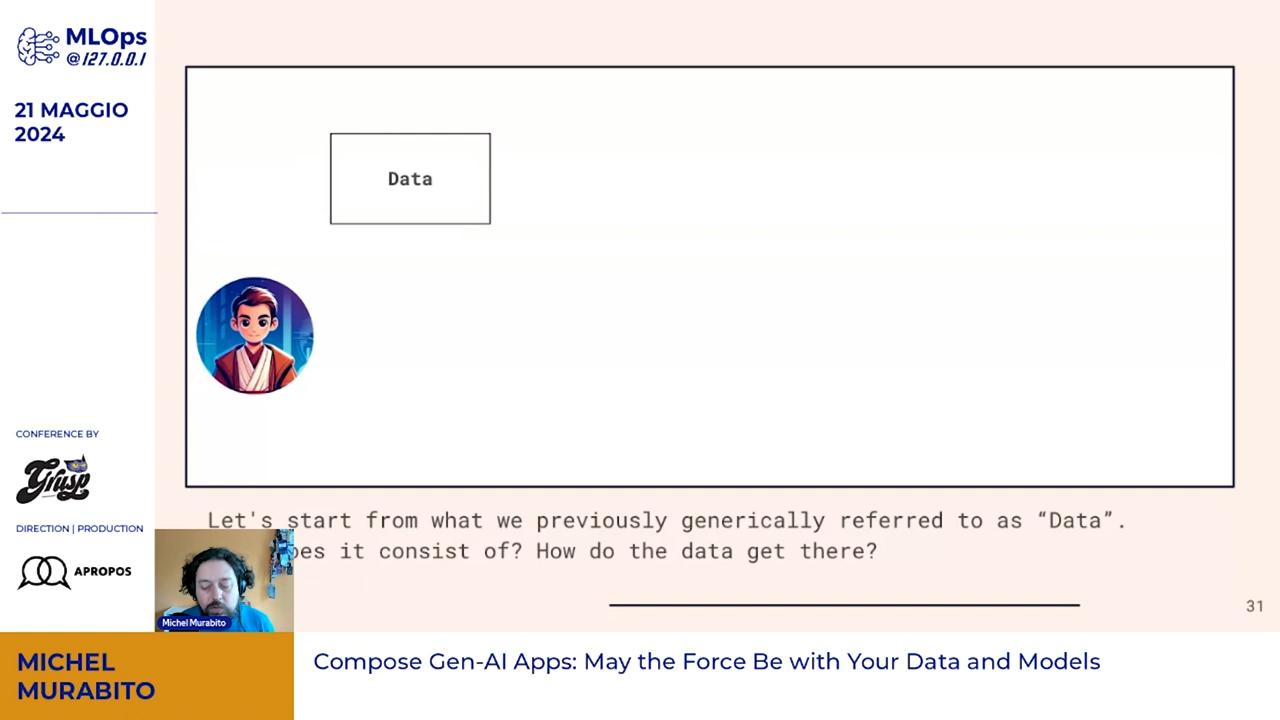 MLOps
@127.0.0.1
21 MAGGIO
2024
Data
Let's start from what we previously generically referred to as “Data”.
it consist of? How do the data get there?
31
CONFERENCE BY
Grusp
DIRECTION | PRODUCTION
APROPOS
Michel Murabito
MICHEL
MURABITO
Compose Gen-AI Apps: May the Force Be with Your Data and Models